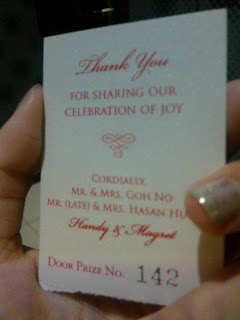 Thank You
FOR SHARING OUR
CELEBRATION OF JOY
CORDIALLY,
MR. & MRS. GOH NO
MR. (LATE) & MRS. HASAN HU
Handy & Magret
DOOR PRIZE NO. 142